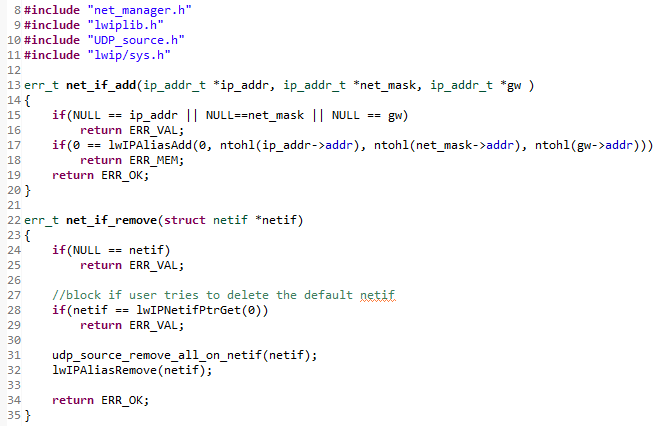 8 #include "net_manager.h"
9 #include "lwiplib.h"
10 #include "UDP_source.h"
11 #include "lwip/sys.h"
12
13 err_t net_if_add(ip_addr_t *ip_addr, ip_addr_t *net_mask, ip_addr_t *gw )
14 {
15     if(NULL == ip_addr || NULL==net_mask || NULL == gw)
16         return ERR_VAL;
17     if(0 == lwIPAliasAdd(0, ntohl(ip_addr->addr), ntohl(net_mask->addr), ntohl(gw->addr)))
18         return ERR_MEM;
19     return ERR_OK;
20 }
21
22 err_t net_if_remove(struct netif *netif)
23 {
24     if(NULL == netif)
25         return ERR_VAL;
26
27     //block if user tries to delete the default netif
28     if(netif == lwIPNetifPtrGet(0))
29         return ERR_VAL;
30
31     udp_source_remove_all_on_netif(netif);
32     lwIPAliasRemove(netif);
33
34     return ERR_OK;
35 }